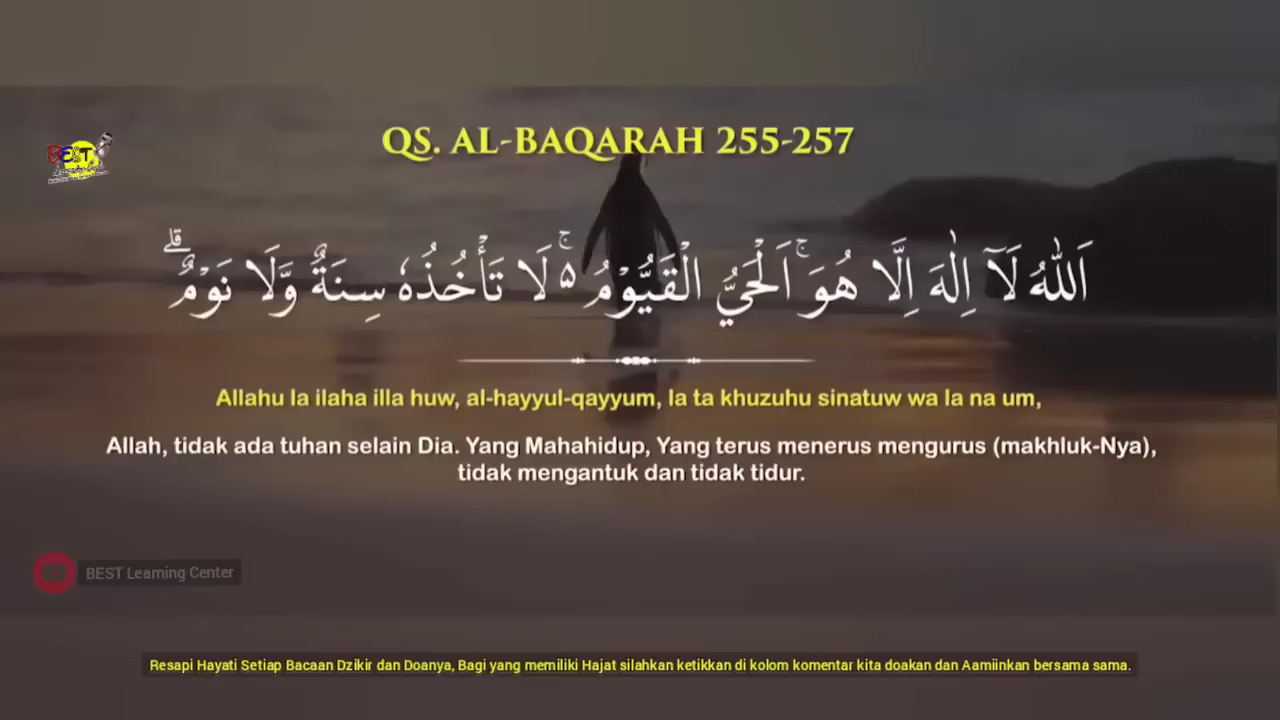 BEST
QS. AL-BAQARAH 255-257
اَللّٰهُ لَآ اِلٰهَ اِلَّا هُوَۚ اَلْحَيُّ الْقَيُّوْمُ ۵ۚ لَا تَأْخُذُهٗ سِنَةٌ وَّلَا نَوْمٌۗ
Allahu la ilaha illa huw, al-hayyul-qayyum, la ta khuzuhu sinatuw wa la na um,
Allah, tidak ada tuhan selain Dia. Yang Mahahidup, Yang terus menerus mengurus (makhluk-Nya),
tidak mengantuk dan tidak tidur.
BEST Learning Center
Resapi Hayati Setiap Bacaan Dzikir dan Doanya, Bagi yang memiliki Hajat silahkan ketikkan di kolom komentar kita doakan dan Aamiinkan bersama sama.